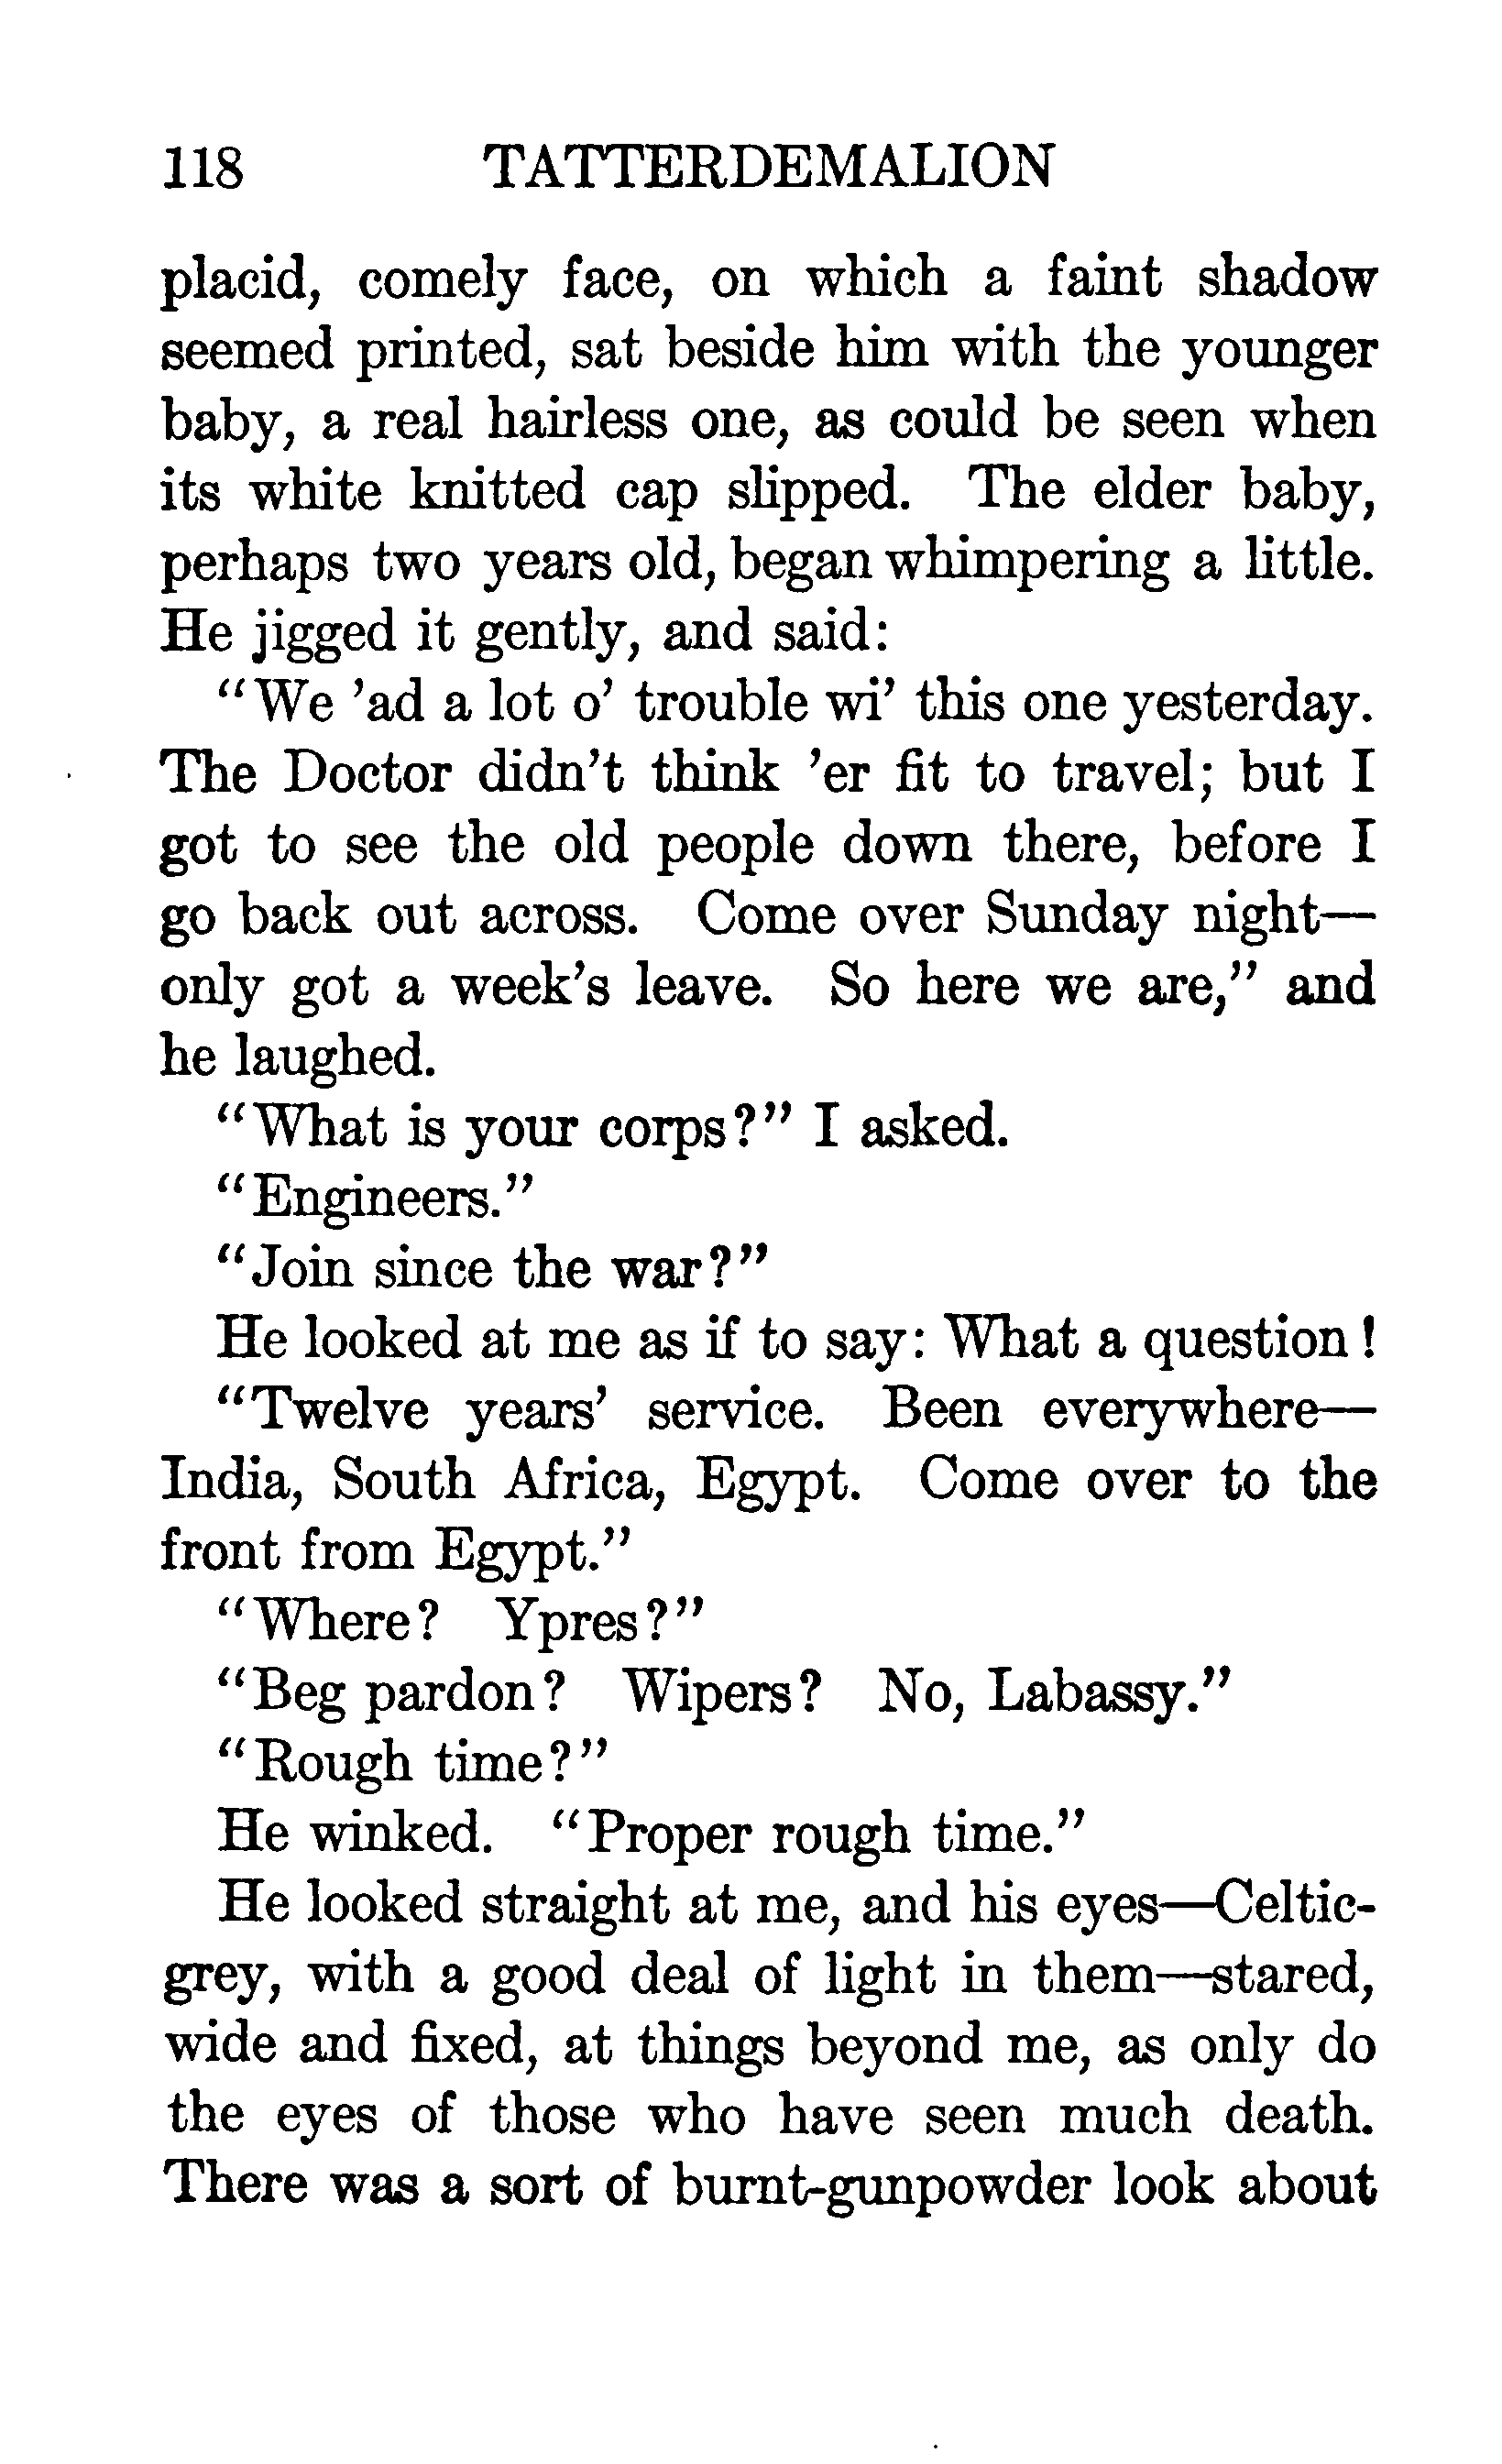 118 TATTERDEMALION
placid, comely face, on which a faint shadow
seemed printed, sat beside him with the younger
baby, a real hairless one, as could be seen when
its white knitted cap slipped. The elder baby,
perhaps two years old, began whimpering a little.
He jigged it gently, and said:
“We ’ad a lot o’ trouble wi’ this one yesterday.
The Doctor didn’t think ’er fit to travel; but I
got to see the old people down there, before I
go back out across. Come over Sunday night—
only got a week’s leave. So here we are,” and
he laughed.
“What is your corps?” I asked.
“Engineers.”
“Join since the war?”
He looked at me as if to say: What a question!
“Twelve years’ service. Been everywhere—
India, South Africa, Egypt. Come over to the
front from Egypt.”
“Where? Ypres?”
“Beg pardon? Wipers? No, Labassy.”
“Rough time?”
He winked. “Proper rough time.”
He looked straight at me, and his eyes—Celtic-
grey, with a good deal of light in them—stared,
wide and fixed, at things beyond me, as only do
the eyes of those who have seen much death.
There was a sort of burnt-gunpowder look about